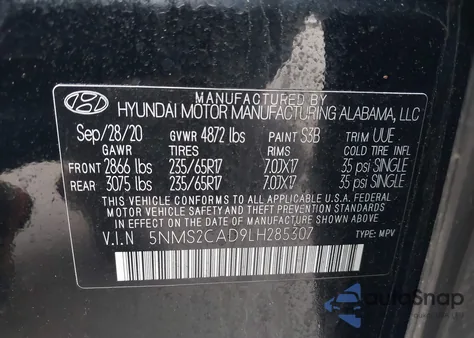 MANUFACTURED BY
HYUNDAI MOTOR MANUFACTURING ALABAMA, LLC
Sep/28/20 GVWR 4872 lbs PAINT S3B TRIM UUE
GAWR TIRES RIMS COLD TIRE INFL
FRONT 2866 lbs 235/65R17 7.0JX17 35 psi SINGLE
REAR 3075 lbs 235/65R17 7.0JX17 35 psi SINGLE
THIS VEHICLE CONFORMS TO ALL APPLICABLE U.S.A. FEDERAL
MOTOR VEHICLE SAFETY, BUMPER, AND THEFT PREVENTION STANDARDS
IN EFFECT ON THE DATE OF MANUFACTURE SHOWN ABOVE.
V.I.N 5NMS2CAD9LH285307 TYPE: MPV
autoSnap